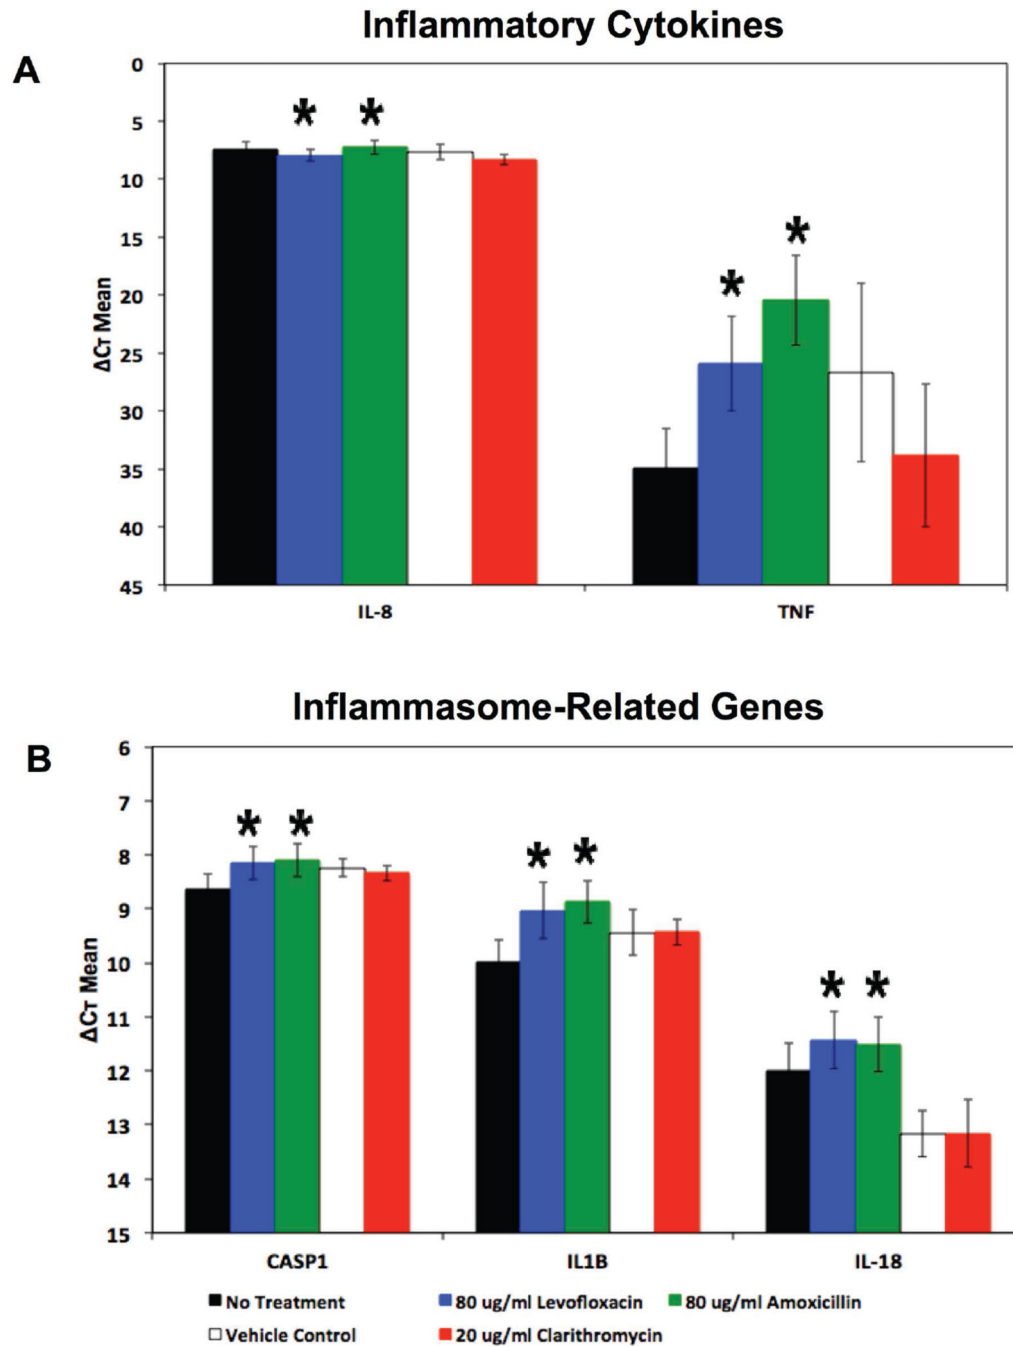 Inflammatory Cytokines
A
0
5
10
15
20
25
30
35
40
45
ΔCT Mean
* *
* *
IL-8 TNF
Inflammasome-Related Genes
B
6
7
8
9
10
11
12
13
14
15
ΔCT Mean
* *
* *
* *
CASP1 IL1B IL-18
No Treatment 80 ug/ml Levofloxacin 80 ug/ml Amoxicillin
Vehicle Control 20 ug/ml Clarithromycin